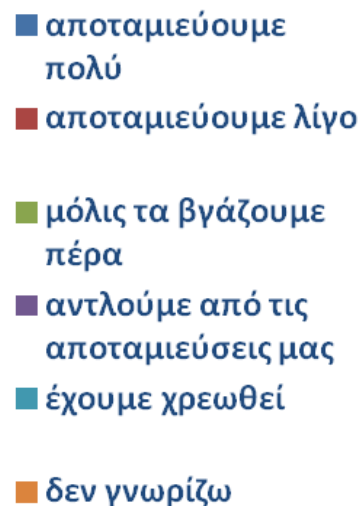 αποταμιεύουμε
πολύ
αποταμιεύουμε λίγο
μόλις τα βγάζουμε
πέρα
αντλούμε από τις
αποταμιεύσεις μας
έχουμε χρεωθεί
δεν γνωρίζω